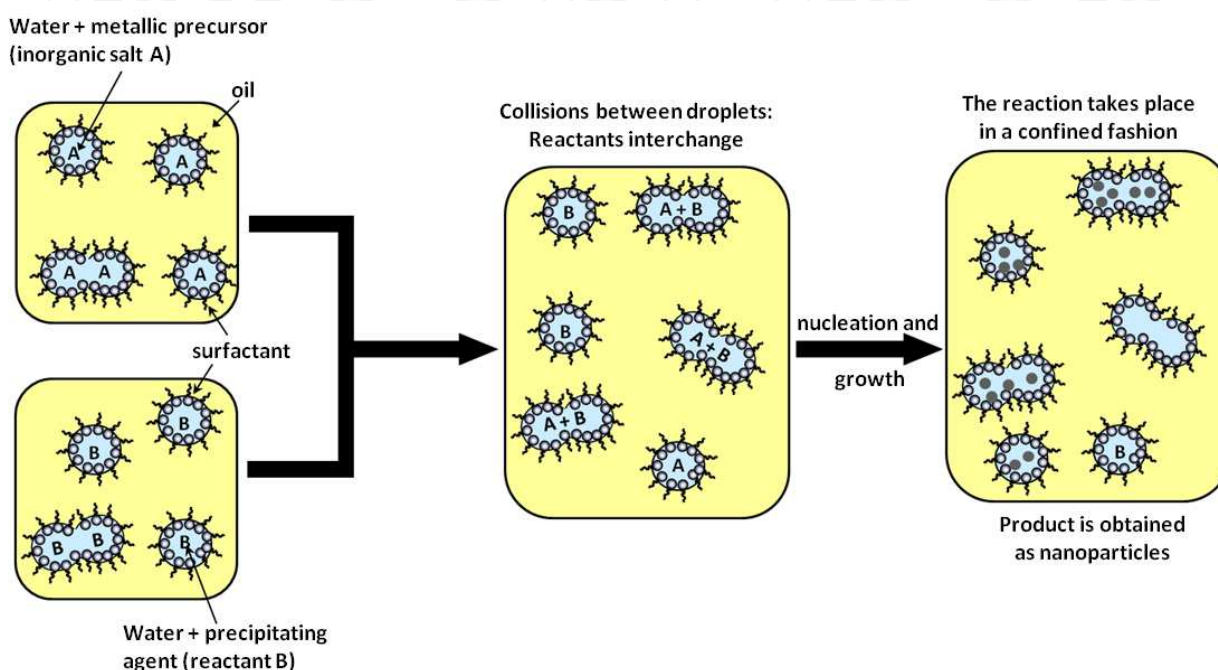 Water + metallic precursor
(inorganic salt A)
oil
A
A
A A
A
surfactant
B
B
B B
B
Water + precipitating
agent (reactant B)
Collisions between droplets:
Reactants interchange
B
A + B
B
A + B
A + B
A
nucleation and
growth
The reaction takes place
in a confined fashion
B
Product is obtained
as nanoparticles